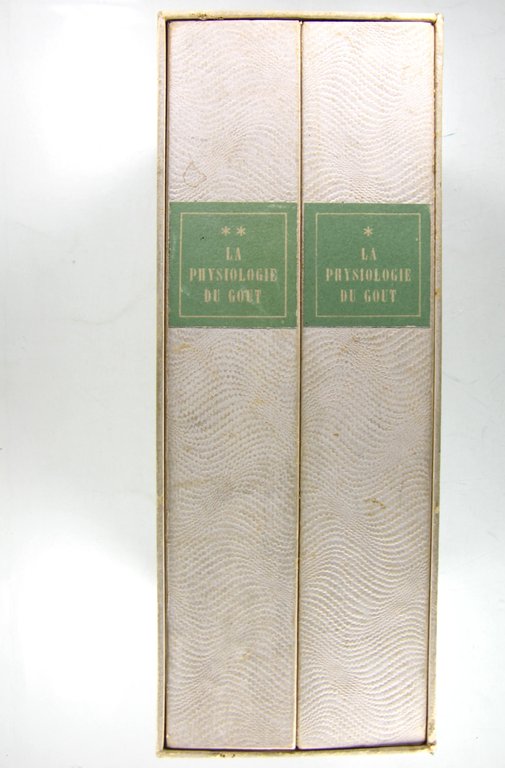 **
LA
PHYSIOLOGIE
DU GOUT
*
LA
PHYSIOLOGIE
DU GOUT